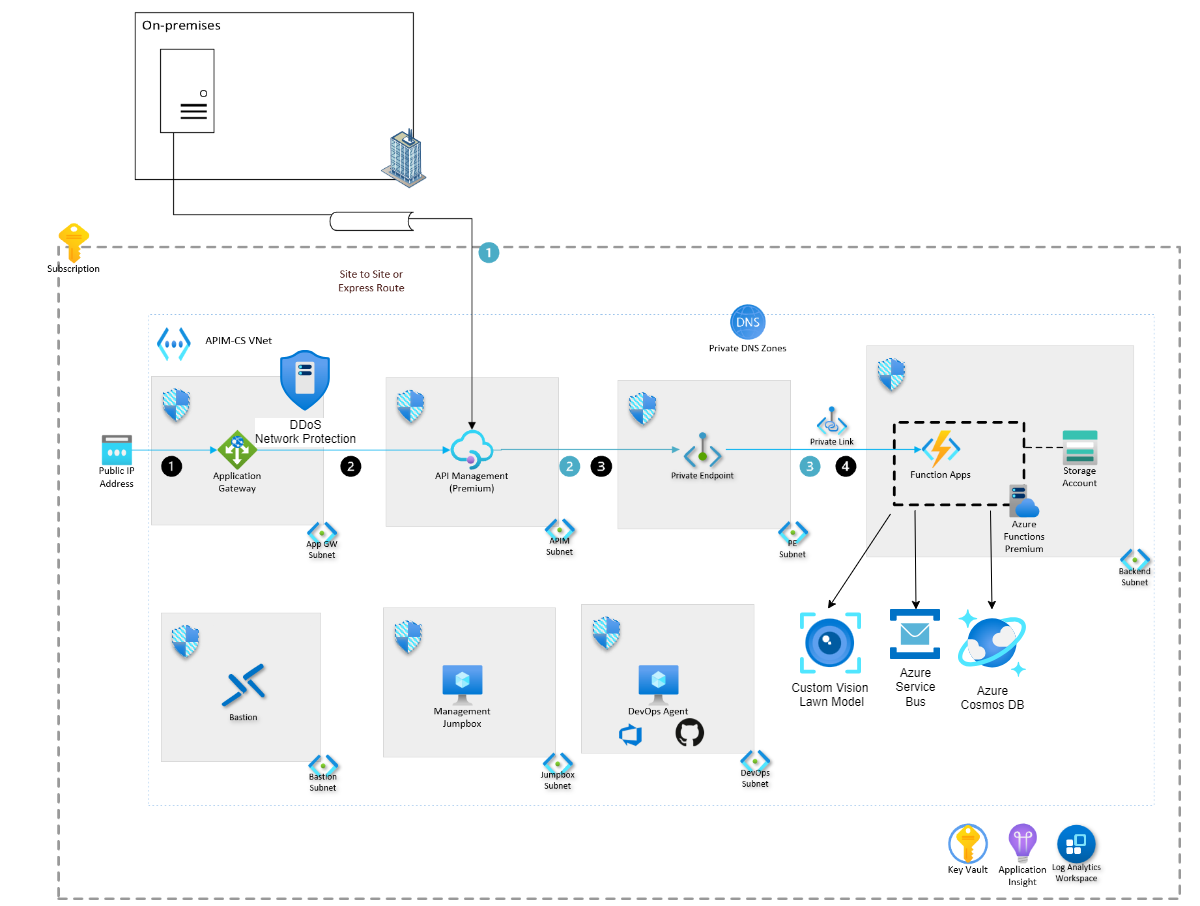 On-premises
1
Subscription
Site to Site or
Express Route
DNS
Private DNS Zones
APIM-CS VNet
DDoS
Network Protection
Public IP
Address
1
Application
Gateway
2
API Management
(Premium)
2
3
Private Endpoint
Private Link
3
4
Function Apps
Storage
Account
Azure
Functions
Premium
App GW
Subnet
APIM
Subnet
PE
Subnet
Backend
Subnet
Custom Vision
Lawn Model
Azure
Service
Bus
Azure
Cosmos DB
Bastion
Management
Jumpbox
DevOps Agent
Bastion
Subnet
Jumpbox
Subnet
DevOps
Subnet
Key Vault
Application
Insight
Log Analytics
Workspace